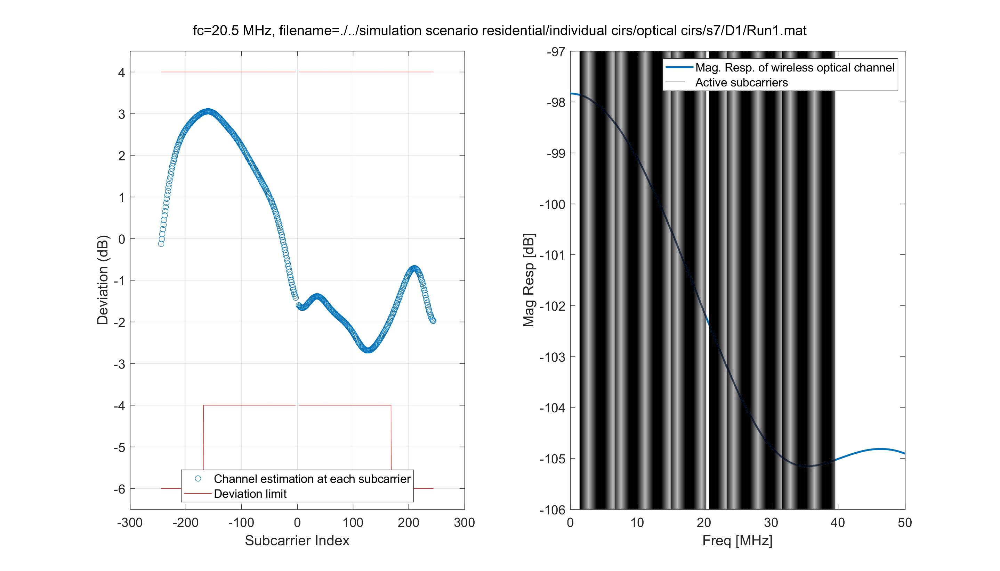 fc=20.5 MHz, filename=./../simulation scenario residential/individual cirs/optical cirs/s7/D1/Run1.mat
Deviation (dB)
4
3
2
1
0
-1
-2
-3
-4
-5
-6
Channel estimation at each subcarrier
Deviation limit
-300 -200 -100 0 100 200 300
Subcarrier Index
Mag Resp [dB]
-97
-98
-99
-100
-101
-102
-103
-104
-105
-106
Mag. Resp. of wireless optical channel
Active subcarriers
0 10 20 30 40 50
Freq [MHz]